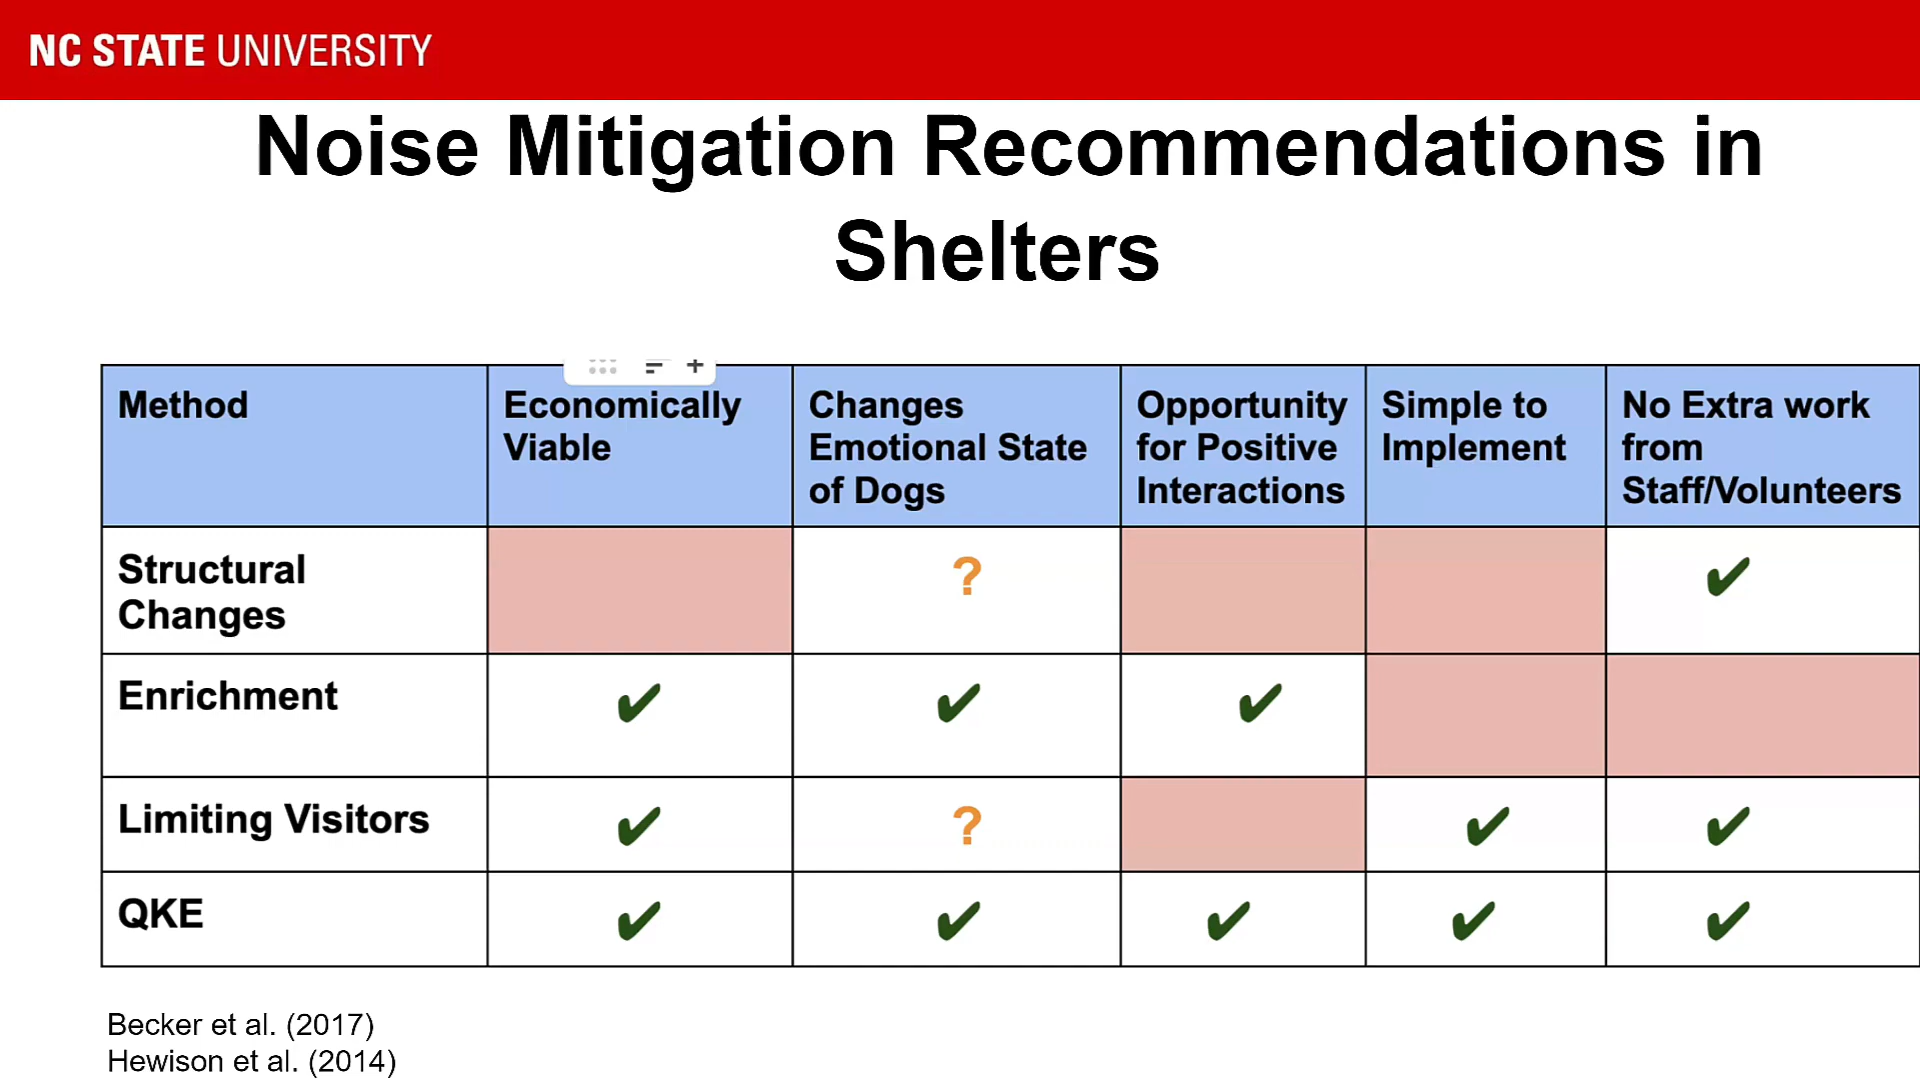 NC STATE UNIVERSITY
Noise Mitigation Recommendations in
Shelters
Method
Economically
Viable
Changes
Emotional State
of Dogs
Opportunity
for Positive
Interactions
Simple to
Implement
No Extra work
from
Staff/Volunteers
Structural
Changes
?
✔
Enrichment
✔
✔
✔
Limiting Visitors
✔
?
✔
✔
QKE
✔
✔
✔
✔
✔
Becker et al. (2017)
Hewison et al. (2014)